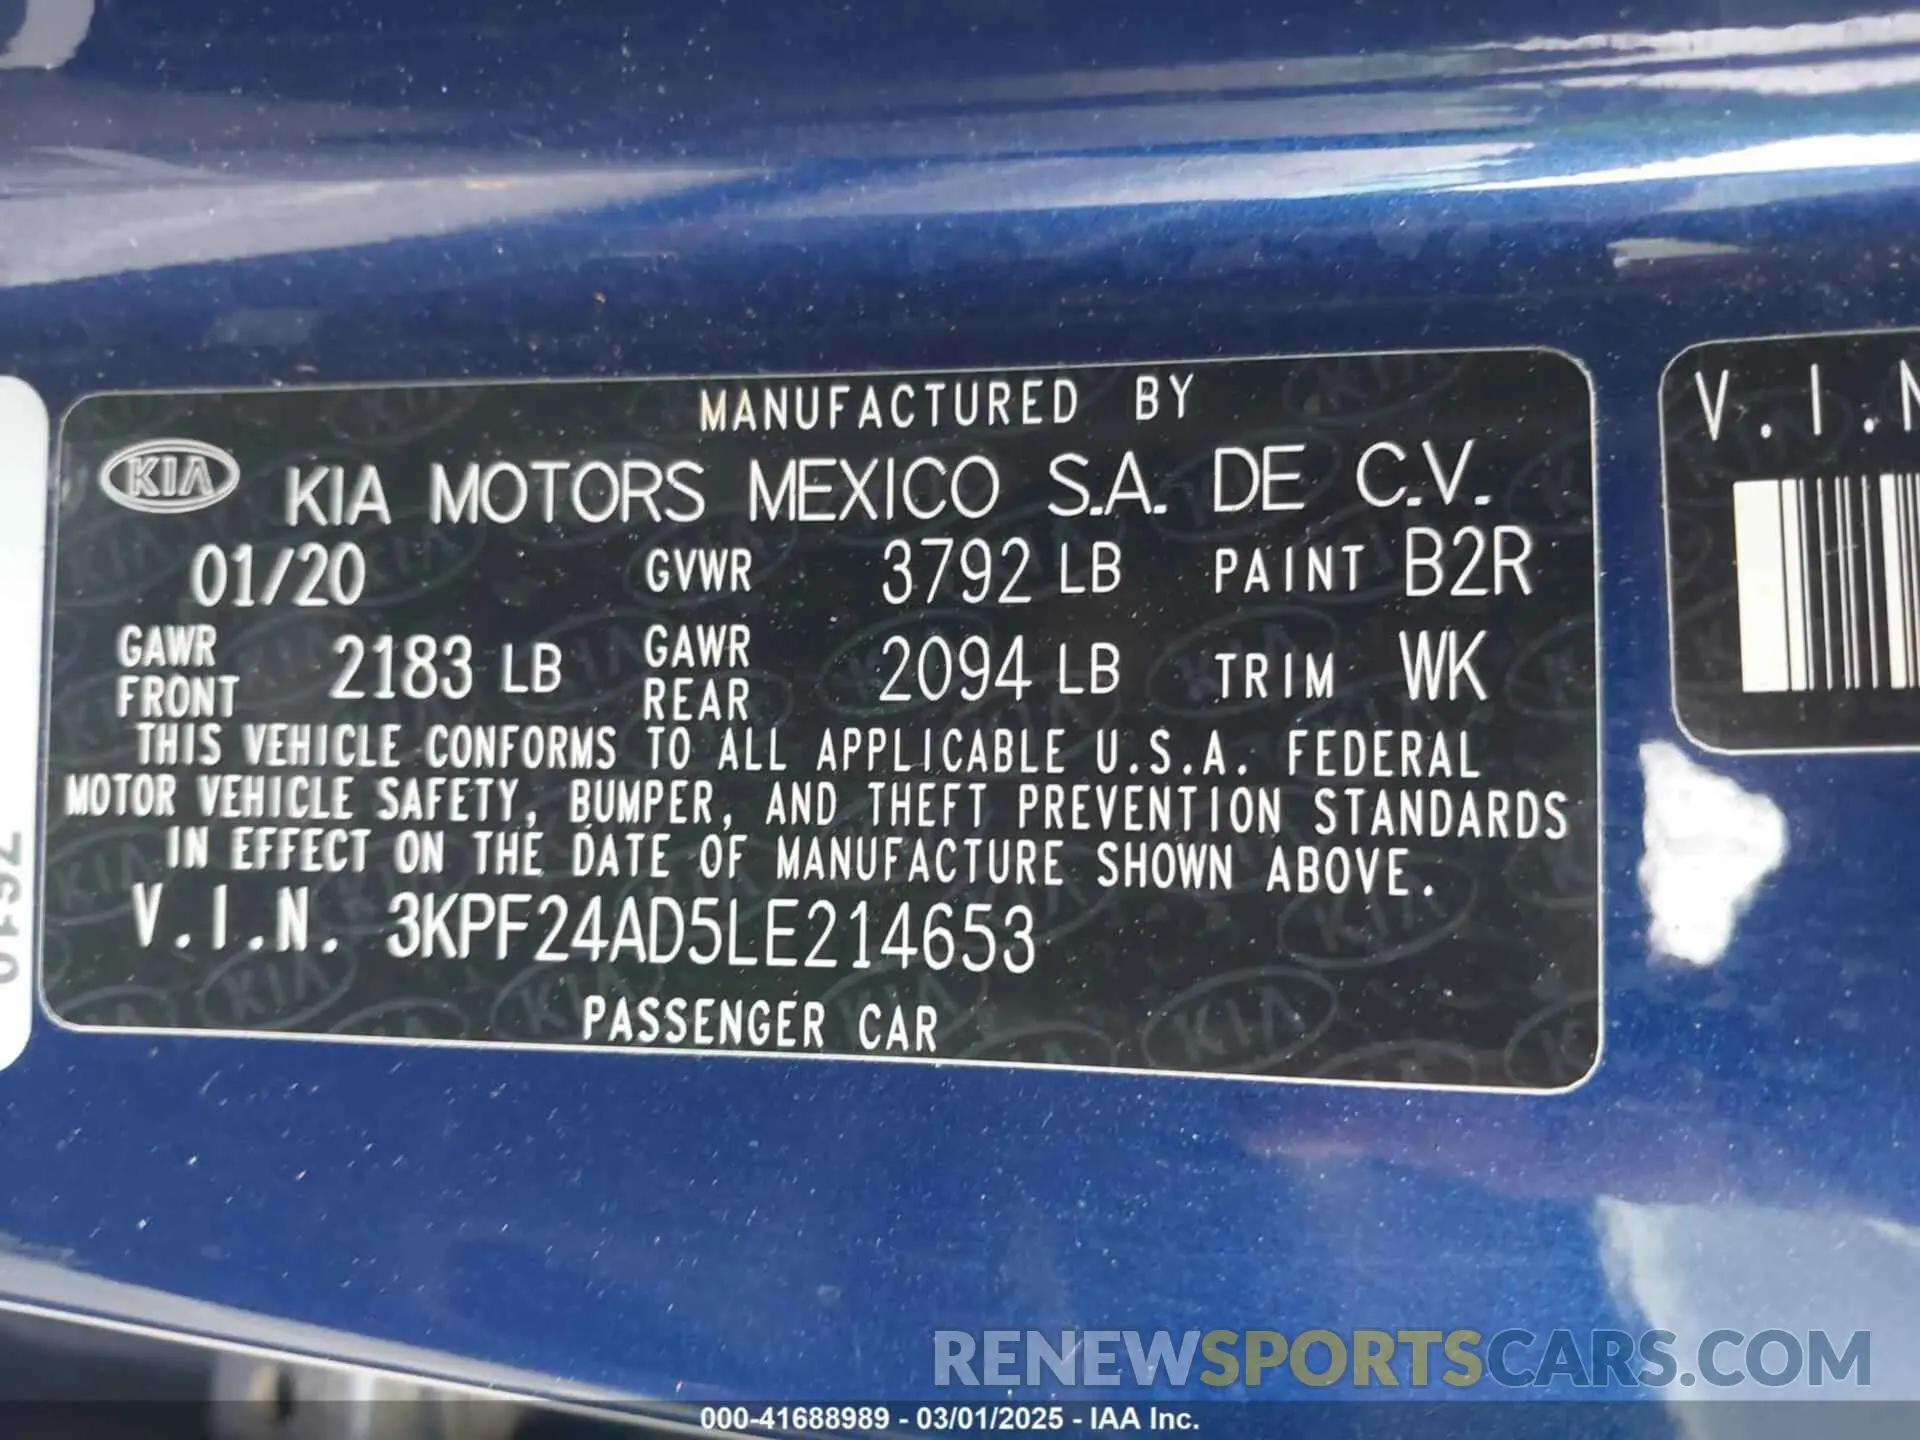 MANUFACTURED BY
KIA KIA MOTORS MEXICO S.A. DE C.V.
01/20 GVWR 3792 LB PAINT B2R
GAWR FRONT 2183 LB GAWR REAR 2094 LB TRIM WK
THIS VEHICLE CONFORMS TO ALL APPLICABLE U.S.A. FEDERAL
MOTOR VEHICLE SAFETY, BUMPER, AND THEFT PREVENTION STANDARDS
IN EFFECT ON THE DATE OF MANUFACTURE SHOWN ABOVE.
V.I.N. 3KPF24AD5LE214653
PASSENGER CAR
V.I.N
RENEWSPORTSCARS.COM
000-41688989 - 03/01/2025 - IAA Inc.